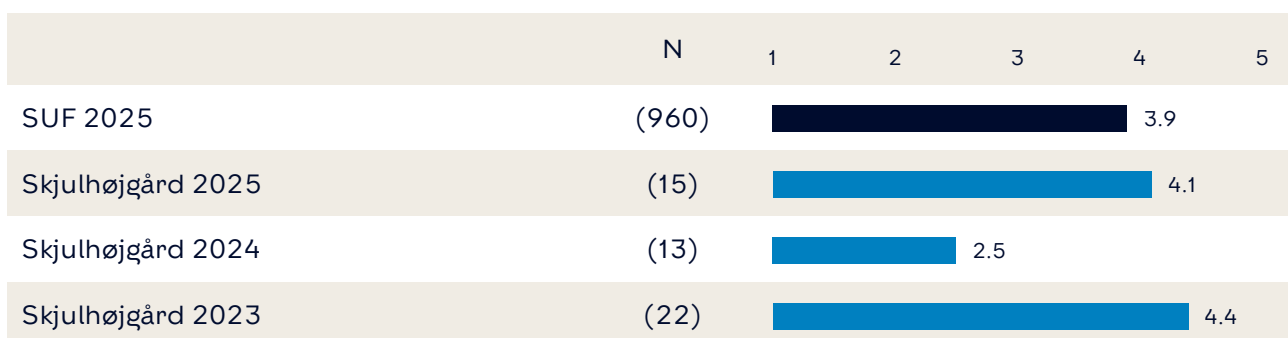 N 1 2 3 4 5
SUF 2025 (960) 3.9
Skjulhøjgård 2025 (15) 4.1
Skjulhøjgård 2024 (13) 2.5
Skjulhøjgård 2023 (22) 4.4